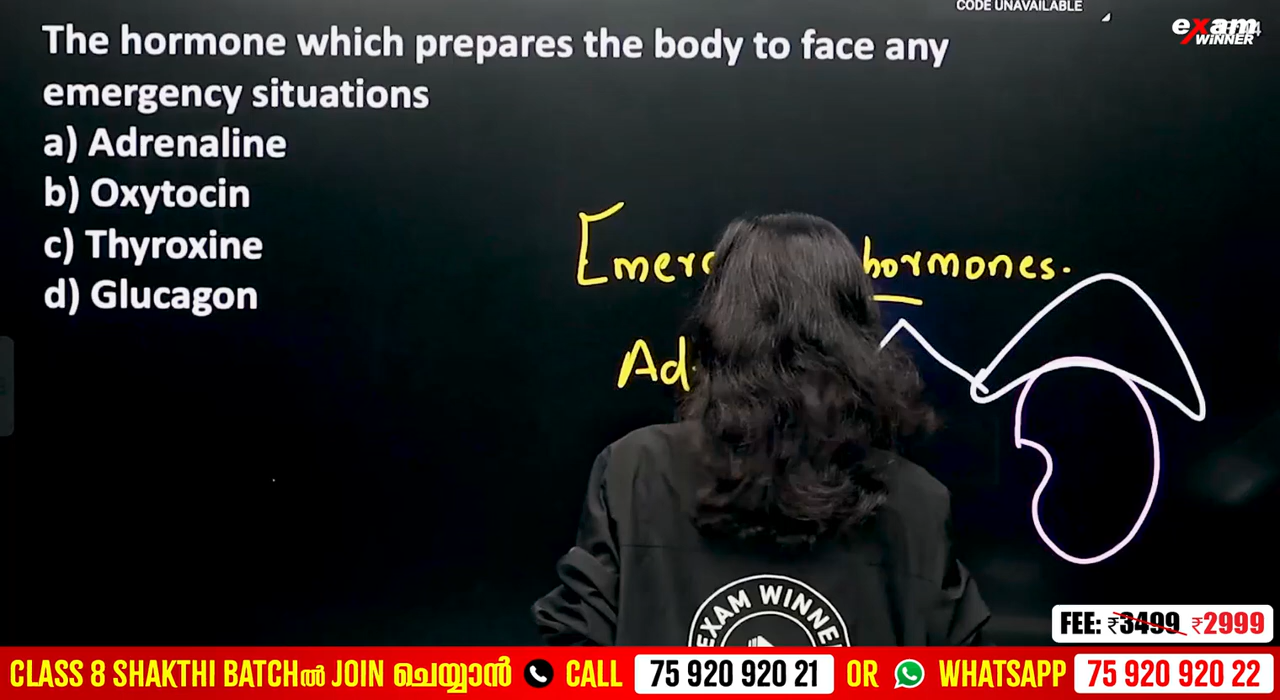 CODE UNAVAILABLE
exam
WiNNER
The hormone which prepares the body to face any
emergency situations
a) Adrenaline
b) Oxytocin
c) Thyroxine
d) Glucagon
hormones.
EXAM WINNER
FEE: ₹3499 ₹2999
CLASS 8 SHAKTHI BATCHൽ JOIN ചെയ്യാൻ CALL 75 920 920 21 OR WHATSAPP 75 920 920 22